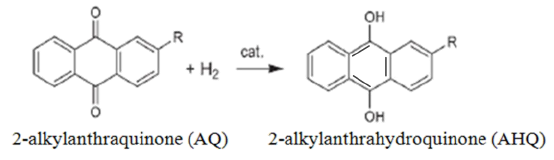 O
OH
R
R
+ H₂
cat.
O
OH
2-alkylanthraquinone (AQ)
2-alkylanthrahydroquinone (AHQ)